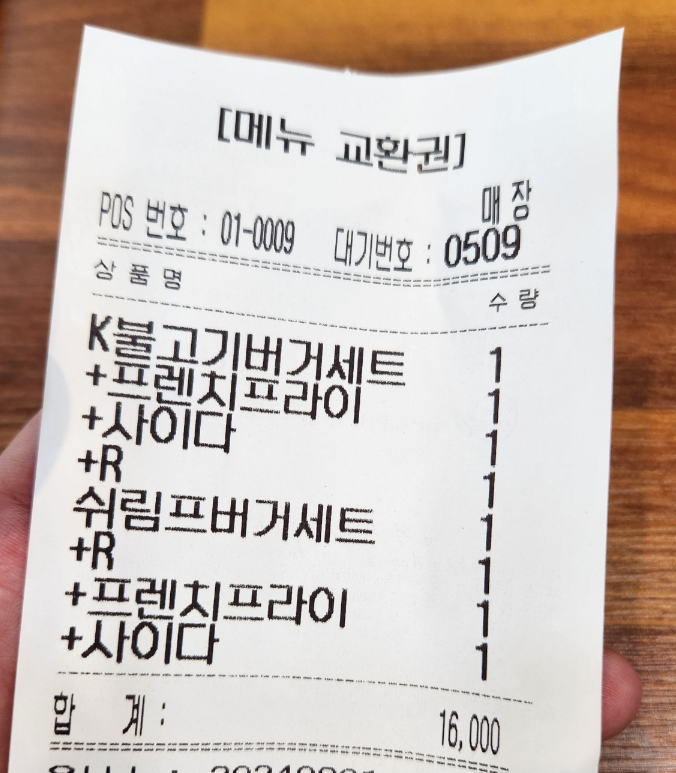 [메뉴 교환권]
매장
POS 번호 : 01-0009 대기번호 : 0509
상품명 수량
K불고기버거세트 1
+프렌치프라이 1
+사이다 1
+R 1
쉬림프버거세트 1
+R 1
+프렌치프라이 1
+사이다 1
합 계 : 16,000